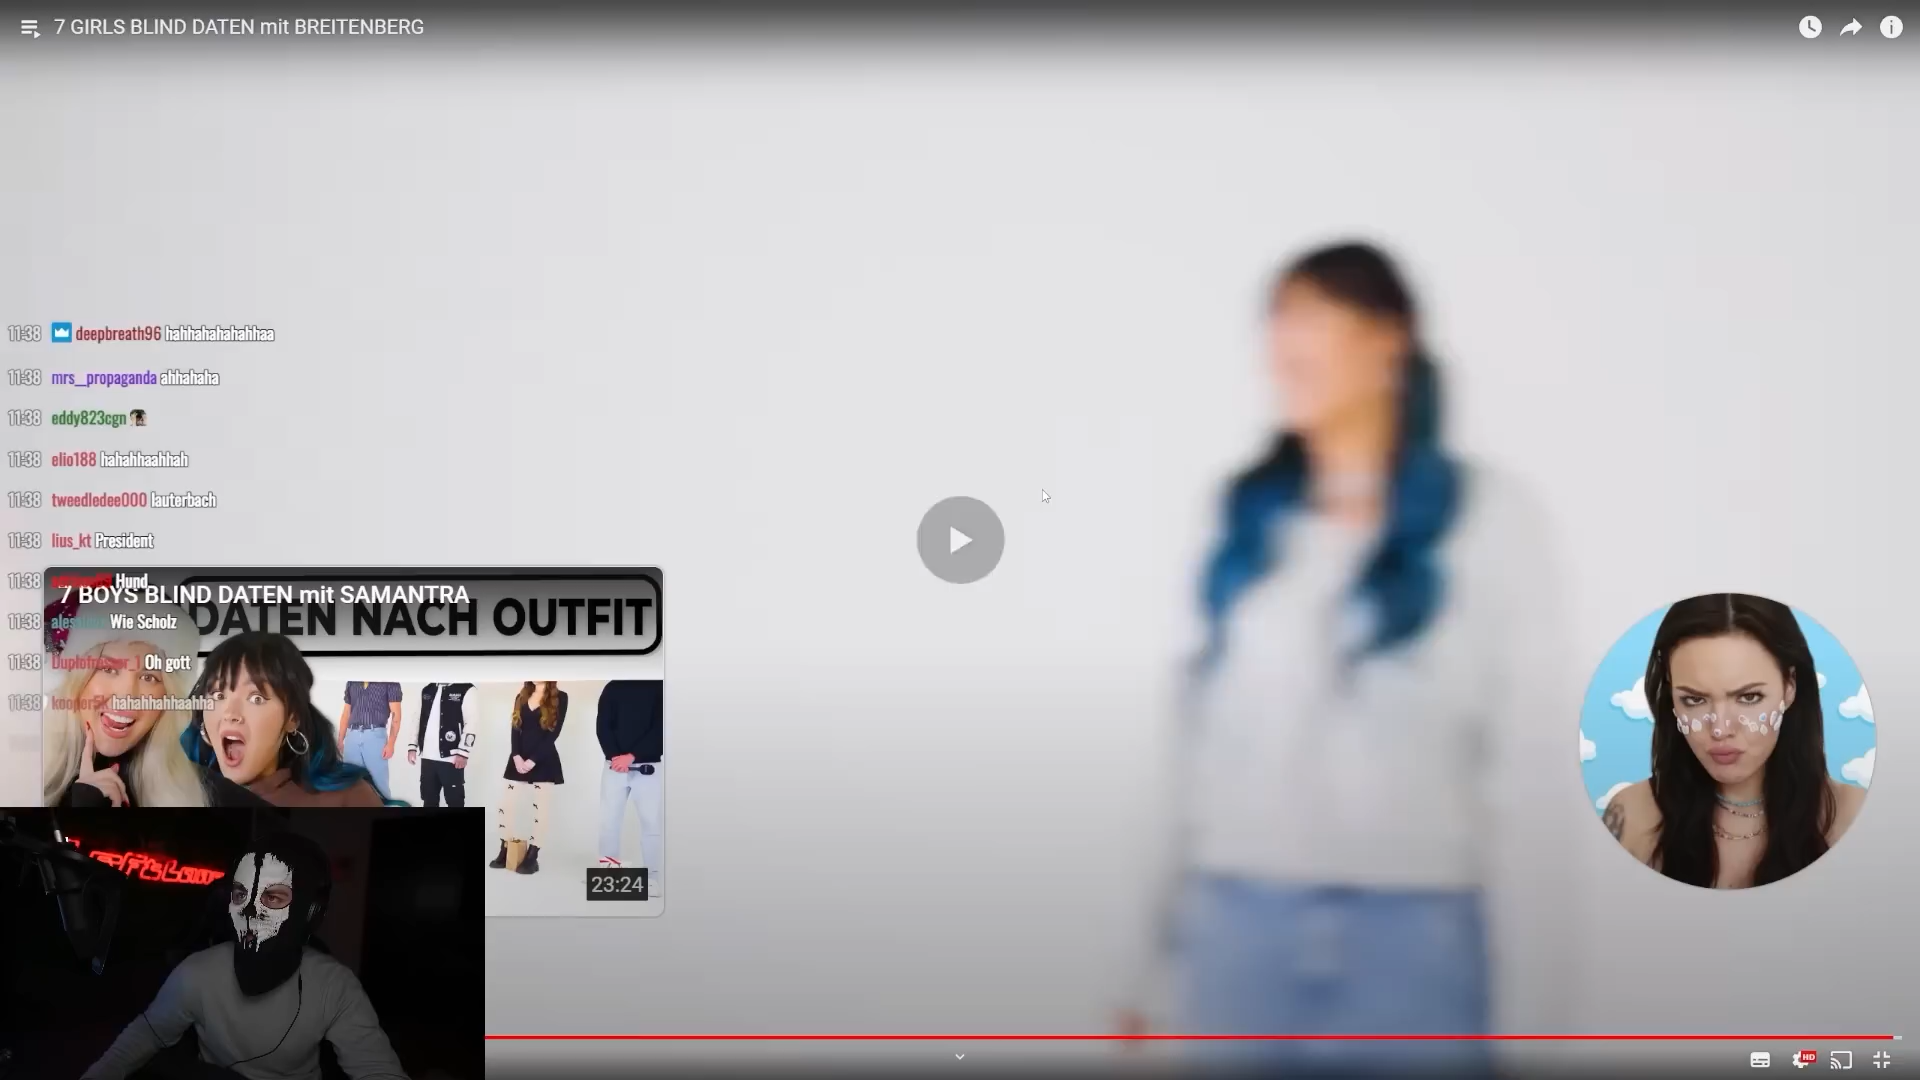 7 GIRLS BLIND DATEN mit BREITENBERG
11:38 deepbreath96 hahhahahahahhaa
11:38 mrs__propaganda ahhahaha
11:38 eddy823cgn
11:38 elio188 hahahhaahhah
11:38 tweedledee000 lauterbach
11:38 lius_kt President
11:38 Hund
7 BOYS BLIND DATEN mit SAMANTRA
DATEN NACH OUTFIT
11:38 Wie Scholz
11:38 Oh gott
11:38 kooper5k hahahhahhaahha
23:24
HD